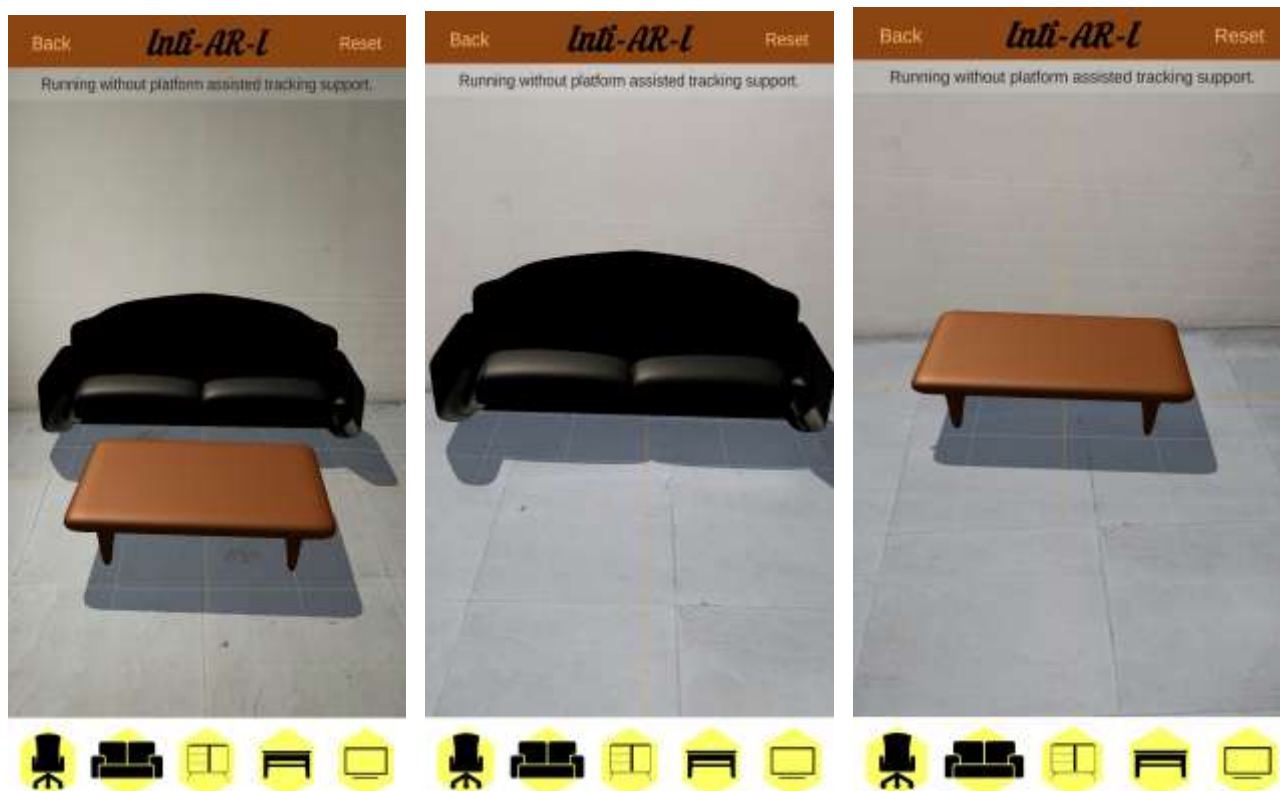 Back Inti-AR-I Reset
Running without platform assisted tracking support.
Back Inti-AR-I Reset
Running without platform assisted tracking support.
Back Inti-AR-I Reset
Running without platform assisted tracking support.